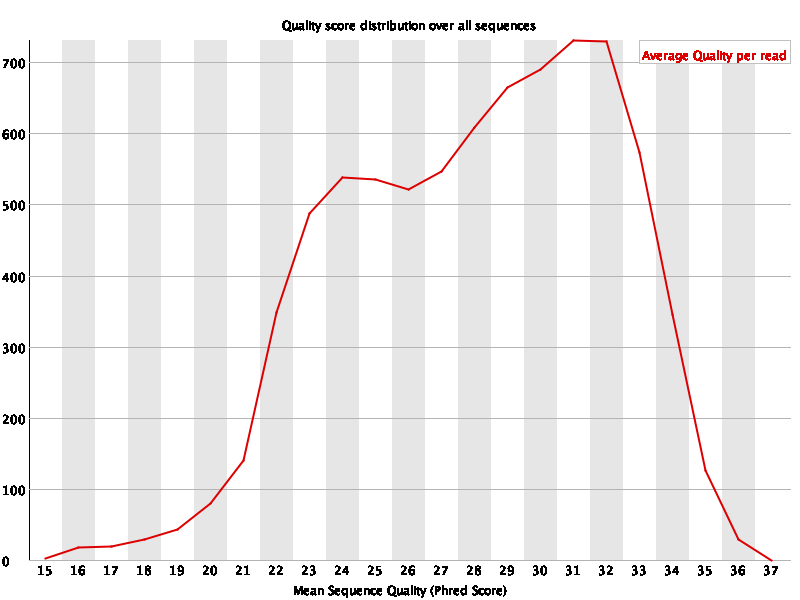 Quality score distribution over all sequences
Average Quality per read
700
600
500
400
300
200
100
0
15 16 17 18 19 20 21 22 23 24 25 26 27 28 29 30 31 32 33 34 35 36 37
Mean Sequence Quality (Phred Score)